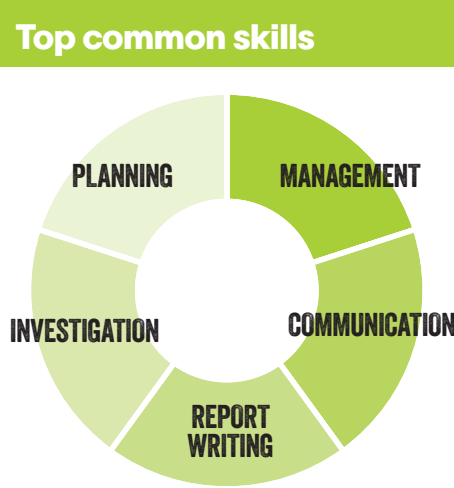 Top common skills
PLANNING
MANAGEMENT
INVESTIGATION
COMMUNICATION
REPORT
WRITING